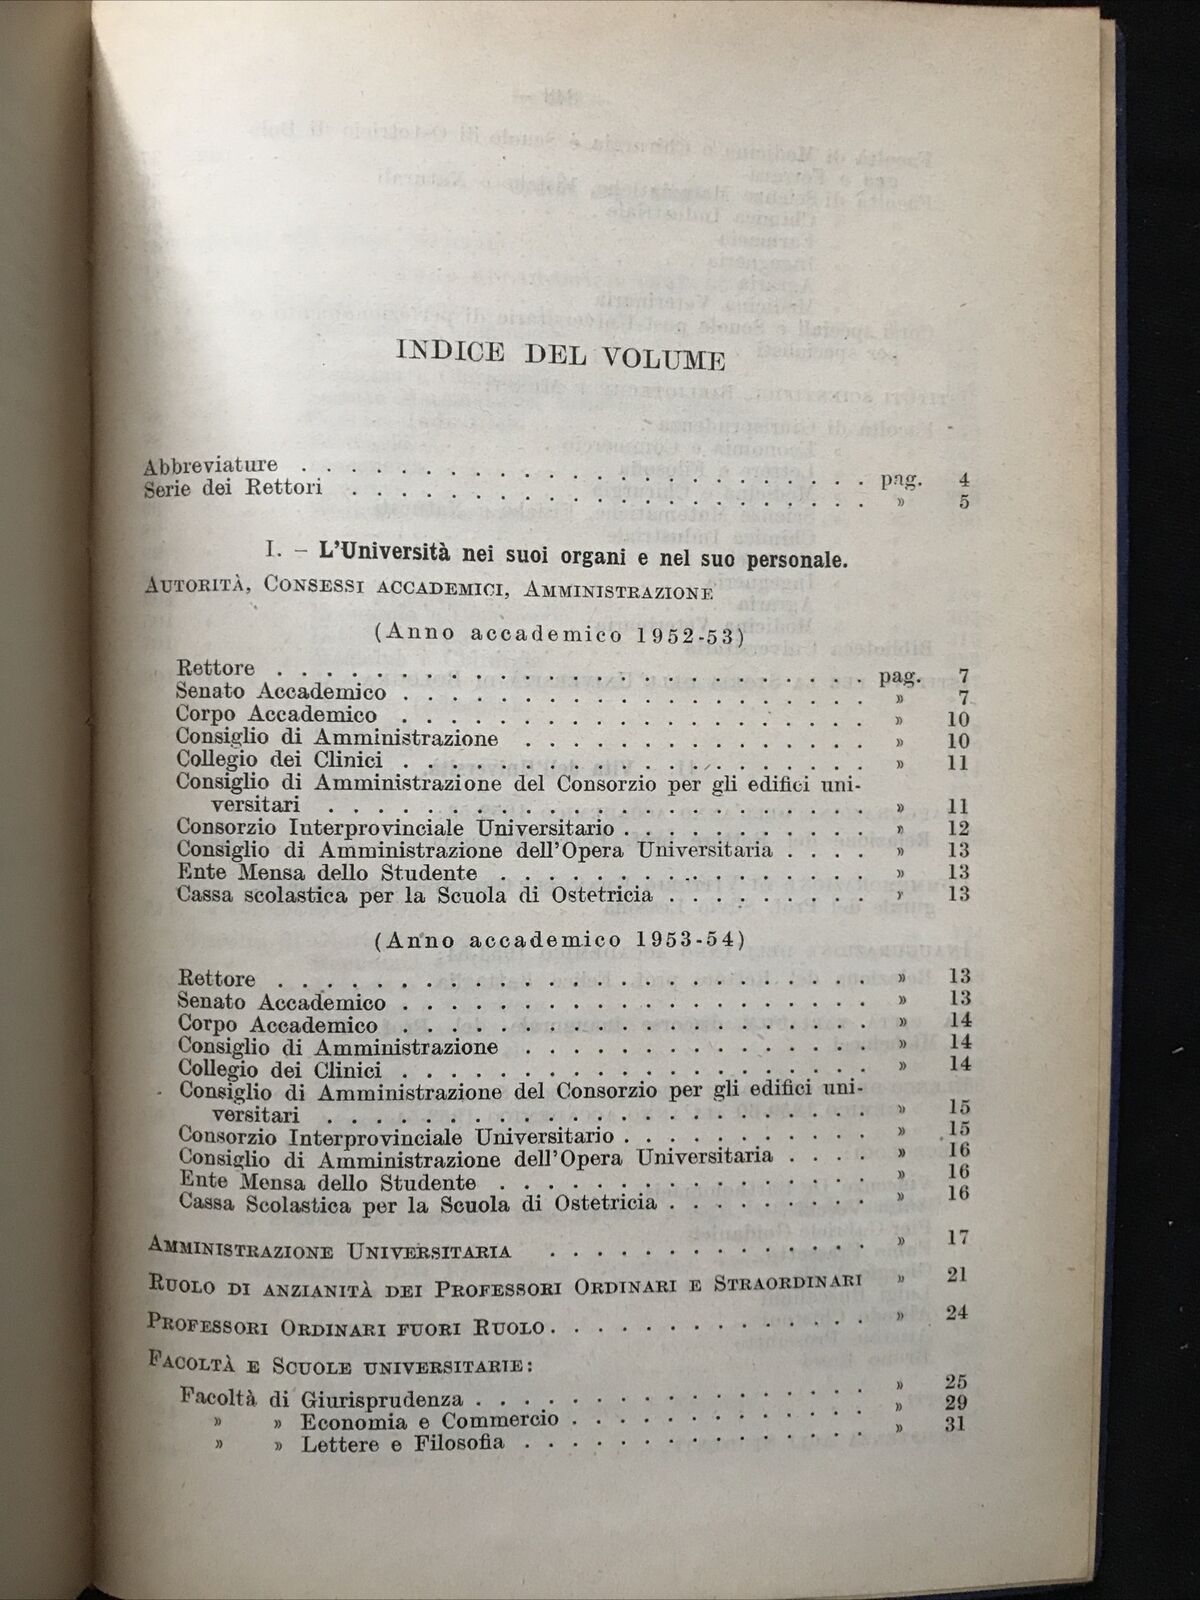 INDICE DEL VOLUME
Abbreviature . . . . . . . . . . . . . . . . . . . . . . . pag. 4
Serie dei Rettori . . . . . . . . . . . . . . . . . . . . . » 5
I. – L'Università nei suoi organi e nel suo personale.
AUTORITÀ, CONSESSI ACCADEMICI, AMMINISTRAZIONE
(Anno accademico 1952-53)
Rettore . . . . . . . . . . . . . . . . . . . . . . . . pag. 7
Senato Accademico . . . . . . . . . . . . . . . . . . . » 7
Corpo Accademico . . . . . . . . . . . . . . . . . . . » 10
Consiglio di Amministrazione . . . . . . . . . . . . . . » 10
Collegio dei Clinici . . . . . . . . . . . . . . . . . . . » 11
Consiglio di Amministrazione del Consorzio per gli edifici uni-
versitari . . . . . . . . . . . . . . . . . . . . . . » 11
Consorzio Interprovinciale Universitario . . . . . . . . . . » 12
Consiglio di Amministrazione dell'Opera Universitaria . . . . » 13
Ente Mensa dello Studente . . . . . . . . . . . . . . . » 13
Cassa scolastica per la Scuola di Ostetricia . . . . . . . . . » 13
(Anno accademico 1953-54)
Rettore . . . . . . . . . . . . . . . . . . . . . . . . » 13
Senato Accademico . . . . . . . . . . . . . . . . . . . » 13
Corpo Accademico . . . . . . . . . . . . . . . . . . . » 14
Consiglio di Amministrazione . . . . . . . . . . . . . . » 14
Collegio dei Clinici . . . . . . . . . . . . . . . . . . . » 14
Consiglio di Amministrazione del Consorzio per gli edifici uni-
versitari . . . . . . . . . . . . . . . . . . . . . . » 15
Consorzio Interprovinciale Universitario . . . . . . . . . . » 15
Consiglio di Amministrazione dell'Opera Universitaria . . . . » 16
Ente Mensa dello Studente . . . . . . . . . . . . . . . » 16
Cassa Scolastica per la Scuola di Ostetricia . . . . . . . . . » 16
AMMINISTRAZIONE UNIVERSITARIA . . . . . . . . . . . . . » 17
RUOLO DI ANZIANITÀ DEI PROFESSORI ORDINARI E STRAORDINARI » 21
PROFESSORI ORDINARI FUORI RUOLO . . . . . . . . . . . . . » 24
FACOLTÀ E SCUOLE UNIVERSITARIE:
Facoltà di Giurisprudenza . . . . . . . . . . . . . . . . » 25
» » Economia e Commercio . . . . . . . . . . . . » 29
» » Lettere e Filosofia . . . . . . . . . . . . . . » 31